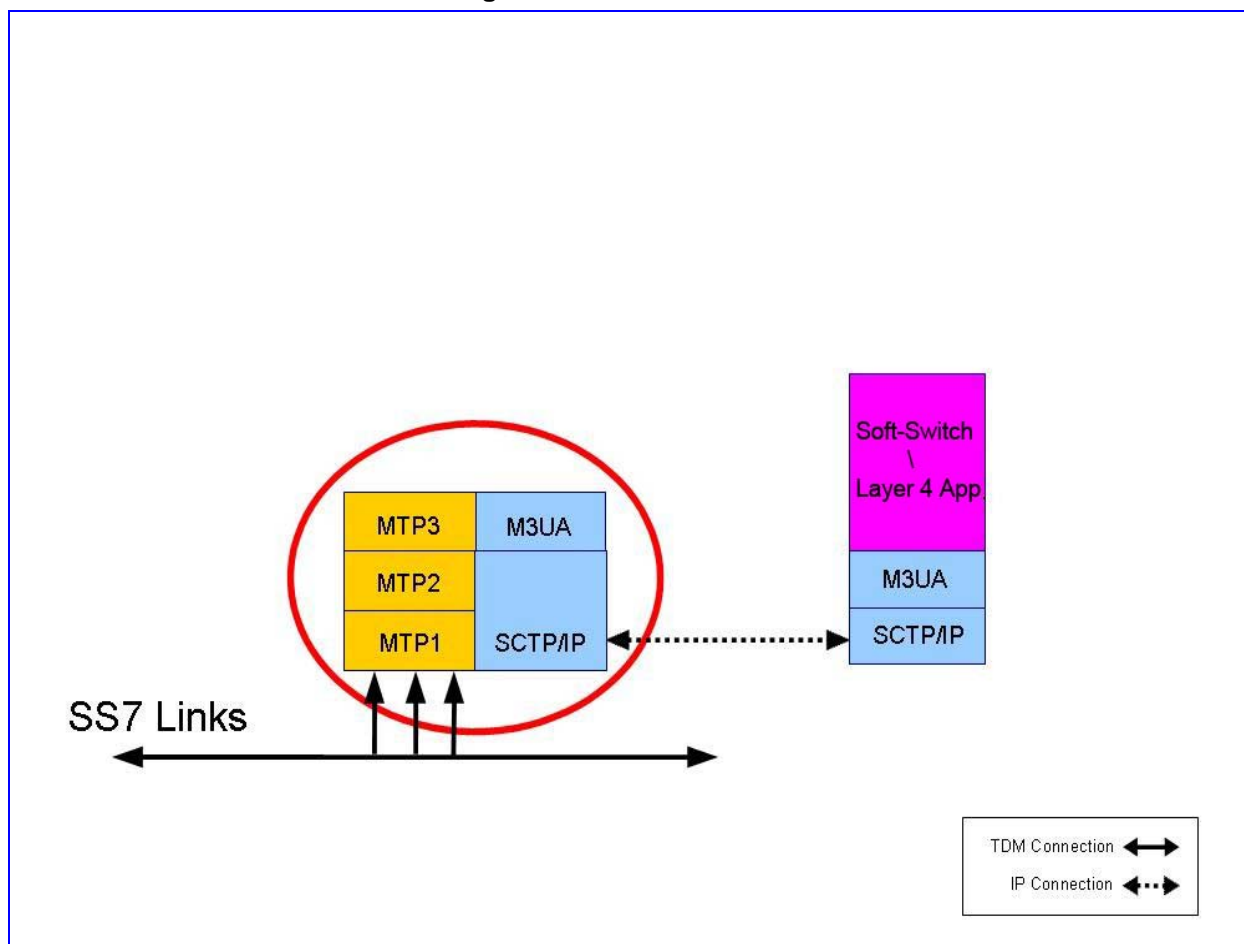 Soft-Switch
\
Layer 4 App.
MTP3
M3UA
MTP2
M3UA
MTP1
SCTP/IP
SCTP/IP
SS7 Links
TDM Connection
IP Connection